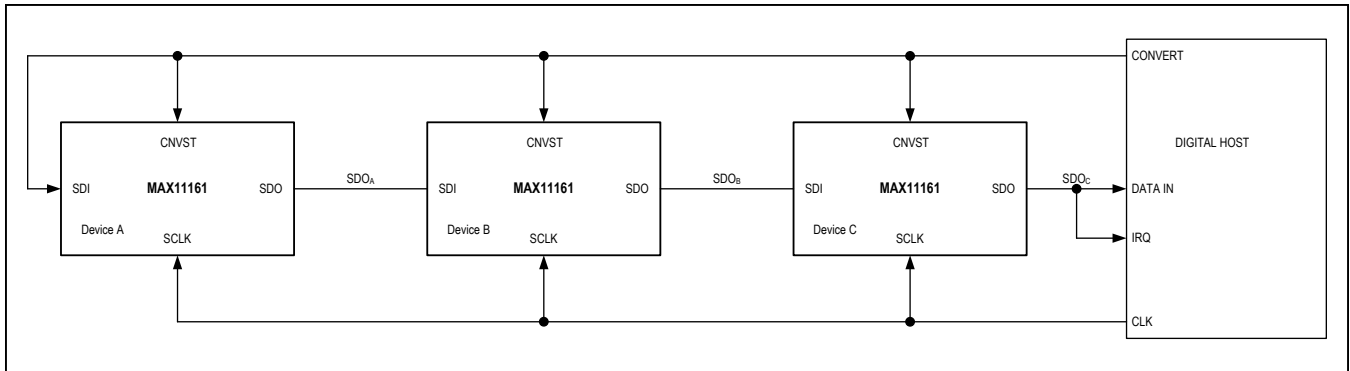 CONVERT
CNVST
CNVST
CNVST
DIGITAL HOST
SDI MAX11161 SDO
SDOA
SDI MAX11161 SDO
SDOB
SDI MAX11161 SDO
SDOC
DATA IN
Device A
Device B
Device C
SCLK
SCLK
SCLK
IRQ
CLK